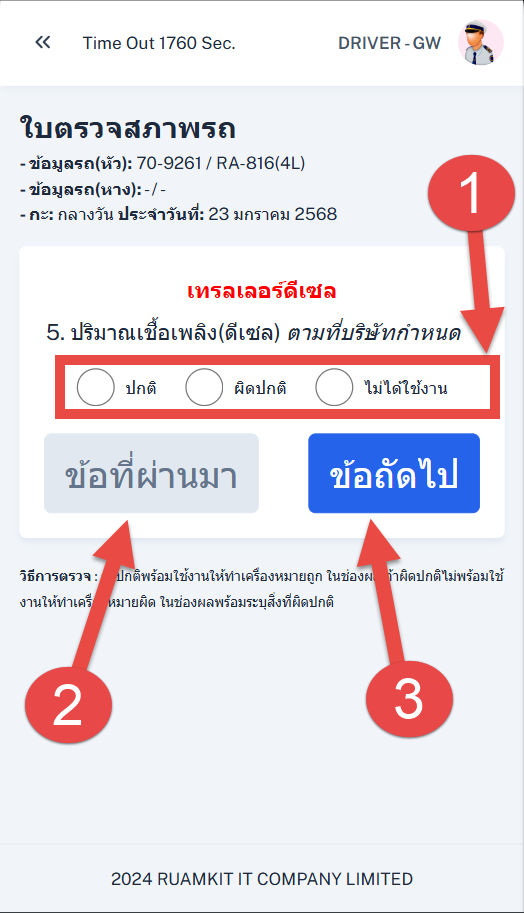 Time Out 1760 Sec.
DRIVER - GW
ใบตรวจสภาพรถ
- ข้อมูลรถ(หัว): 70-9261 / RA-816(4L)
- ข้อมูลรถ(หาง): - / -
- กะ: กลางวัน ประจำวันที่: 23 มกราคม 2568
1
เทรลเลอร์ดีเซล
5. ปริมาณเชื้อเพลิง(ดีเซล) ตามที่บริษัทกำหนด
ปกติ ผิดปกติ ไม่ได้ใช้งาน
ข้อที่ผ่านมา ข้อถัดไป
วิธีการตรวจ : ปกติพร้อมใช้งานให้ทำเครื่องหมายถูก ในช่องผล ผิดปกติไม่พร้อมใช้
งานให้ทำเครื่องหมายผิด ในช่องผลพร้อมระบุสิ่งที่ผิดปกติ
2
3
2024 RUAMKIT IT COMPANY LIMITED